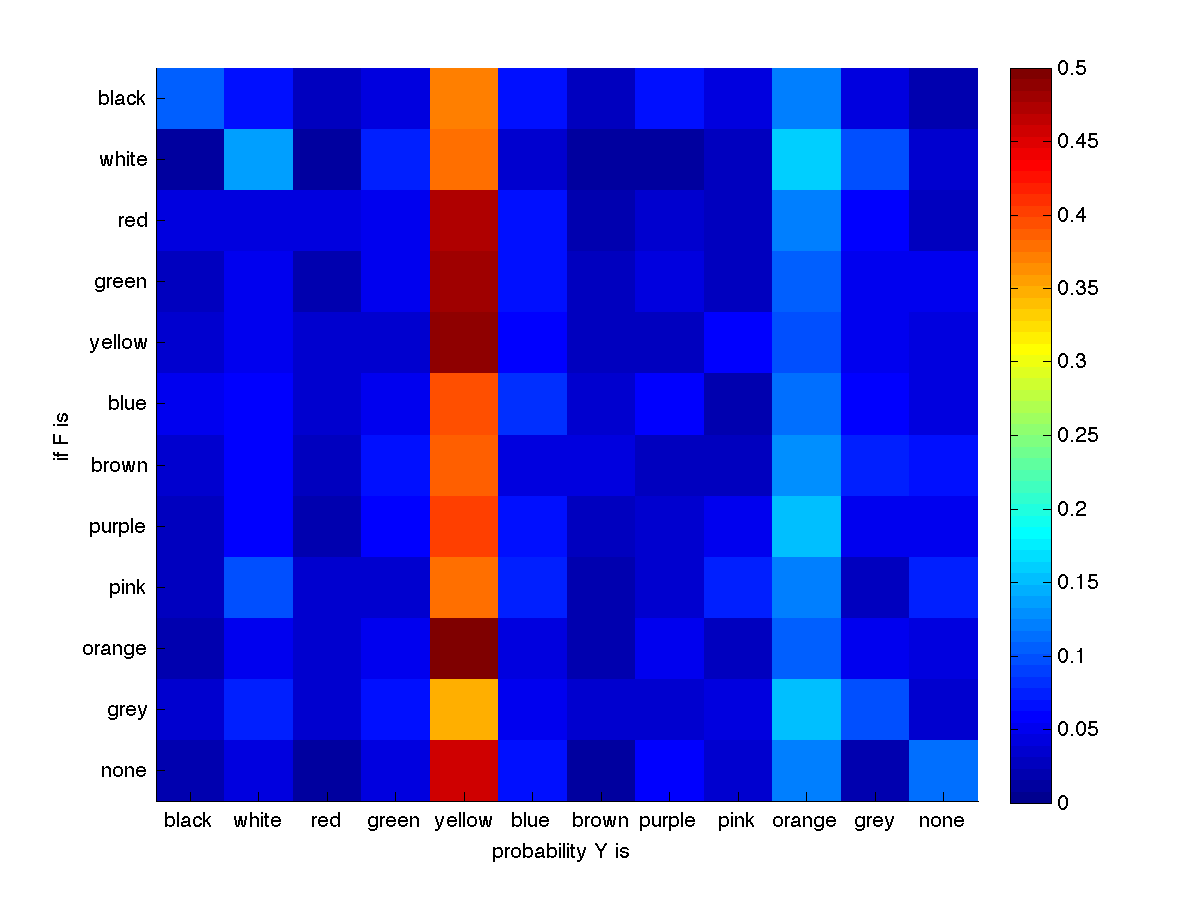 black
white
red
green
yellow
blue
brown
purple
pink
orange
grey
none
if F is
black white red green yellow blue brown purple pink orange grey none
probability Y is
0.5
0.45
0.4
0.35
0.3
0.25
0.2
0.15
0.1
0.05
0